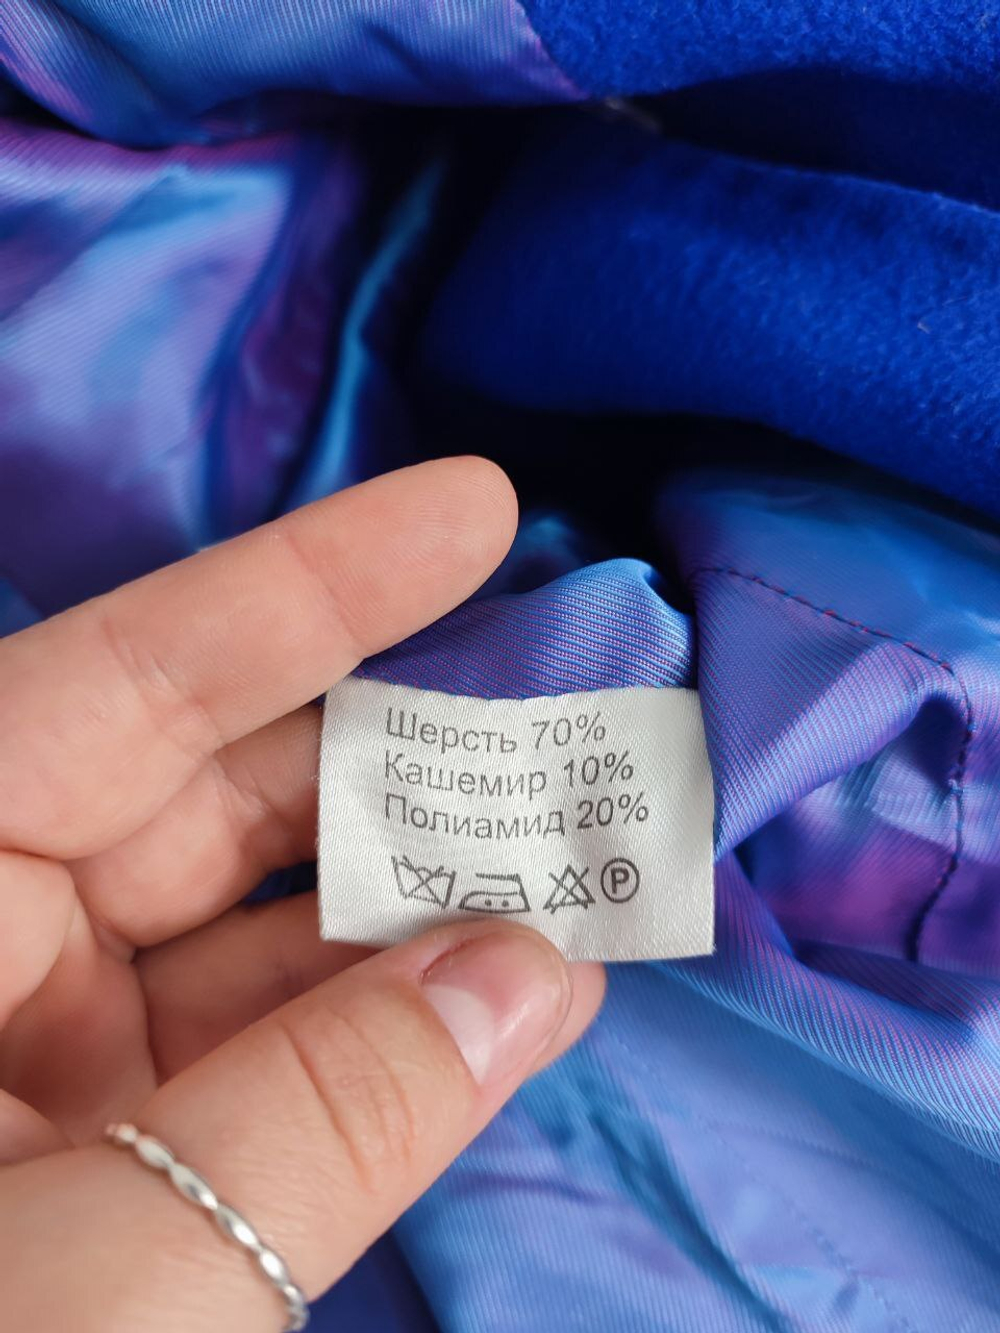 Шерсть 70%
Кашемир 10%
Полиамид 20%
P